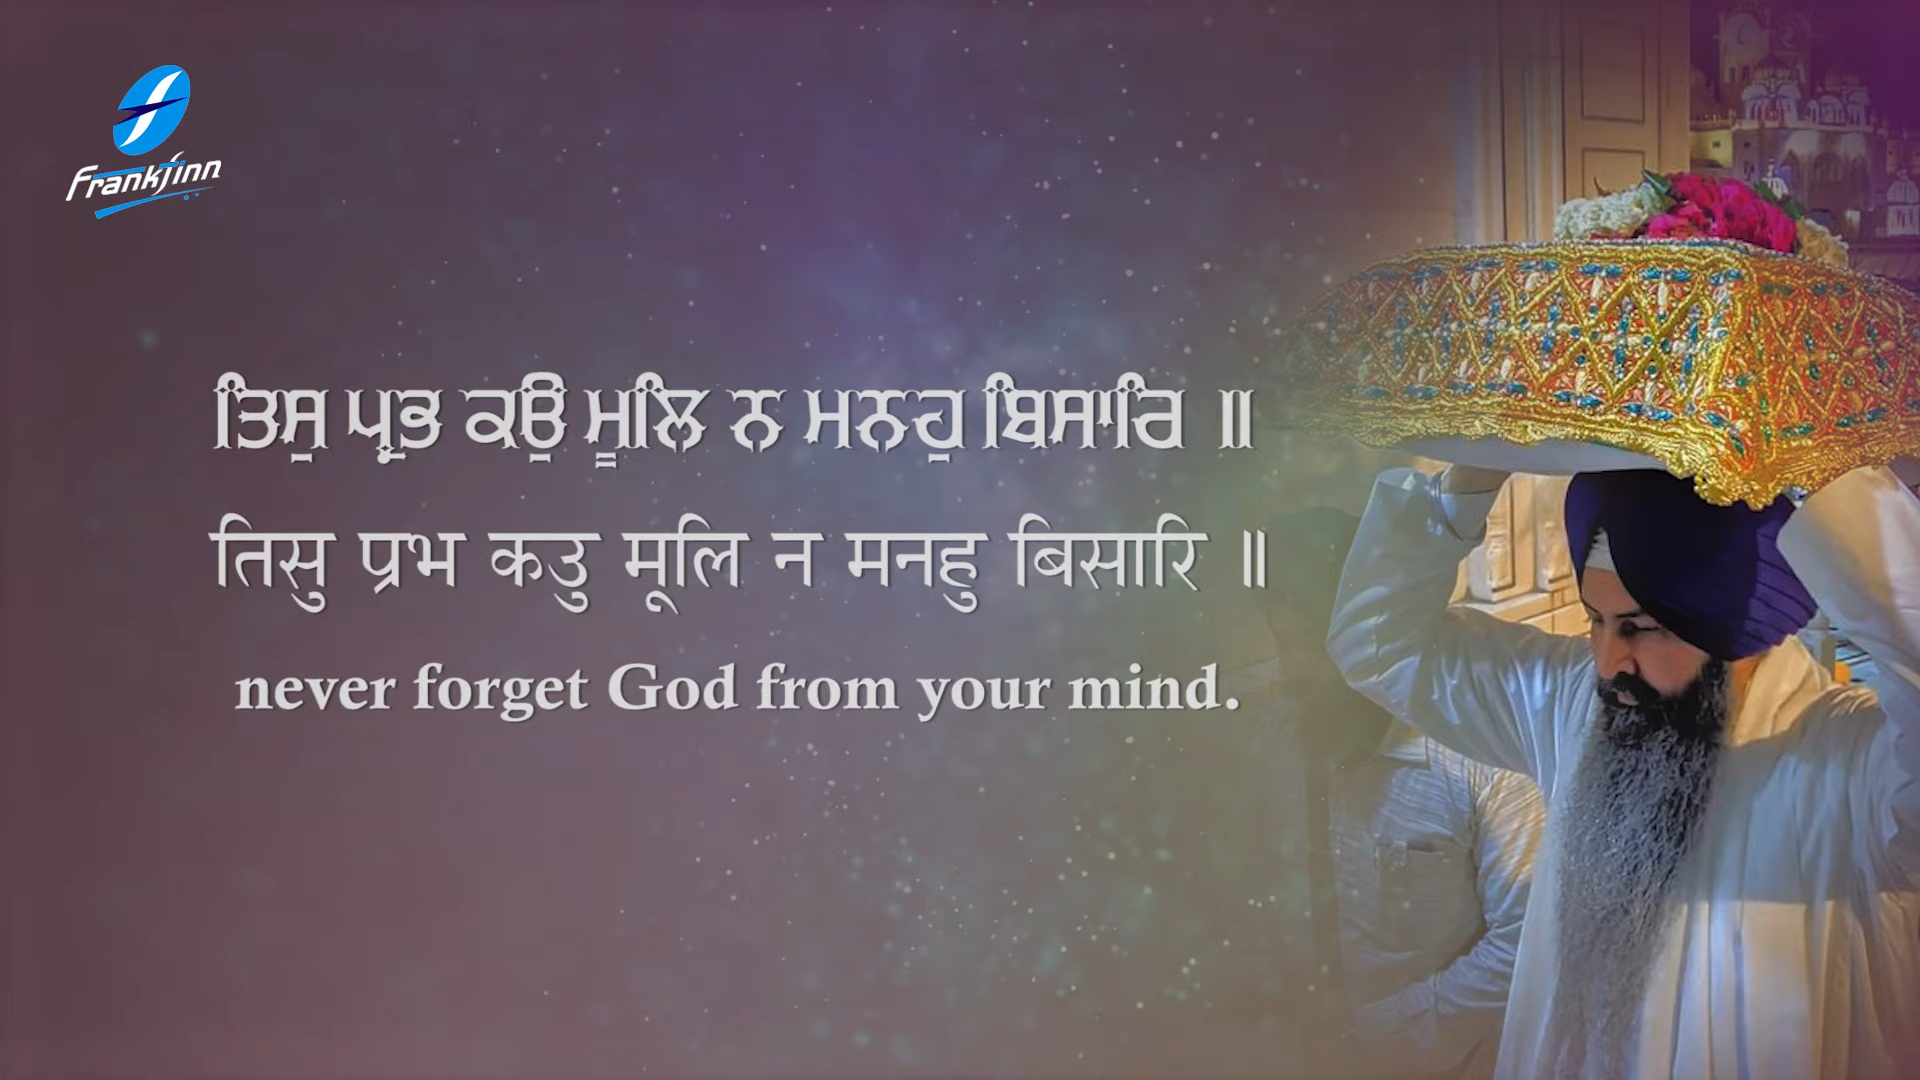 Frankfinn
ਤਿਸੁ ਪ੍ਰਭ ਕਉ ਮੂਲਿ ਨ ਮਨਹੁ ਬਿਸਾਰਿ ॥
तिसु प्रभ कउ मूलि न मनहु बिसारि ॥
never forget God from your mind.